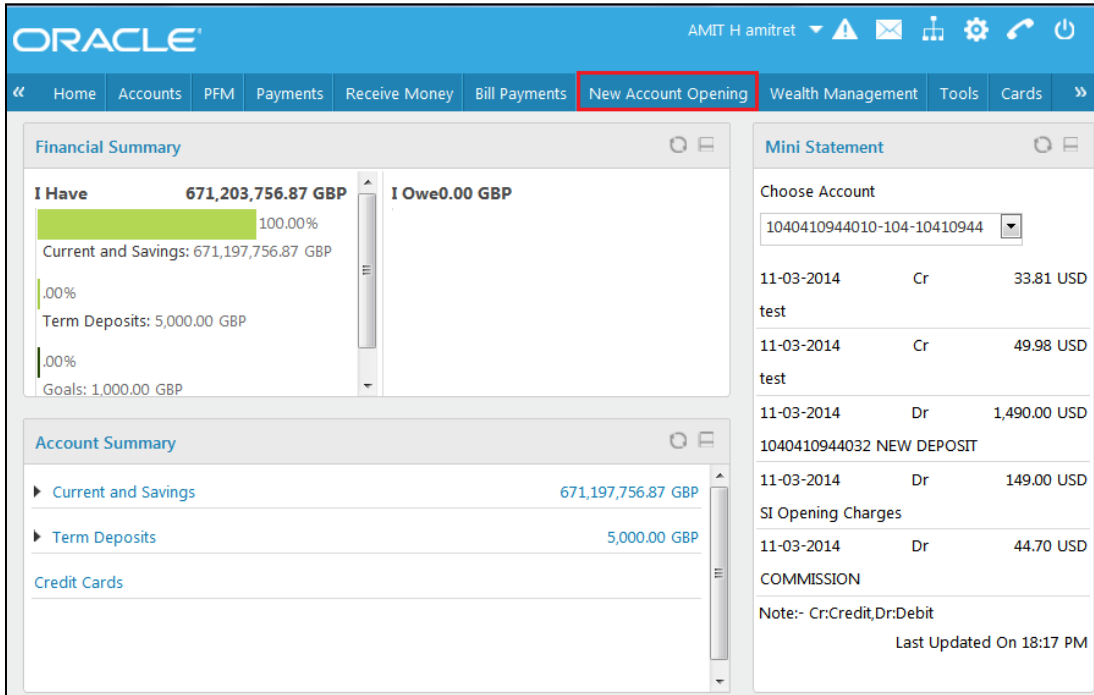 ORACLE
AMIT H amitret
« Home Accounts PFM Payments Receive Money Bill Payments New Account Opening Wealth Management Tools Cards »
Financial Summary
I Have 671,203,756.87 GBP
100.00%
Current and Savings: 671,197,756.87 GBP
.00%
Term Deposits: 5,000.00 GBP
.00%
Goals: 1,000.00 GBP
I Owe0.00 GBP
Account Summary
Current and Savings 671,197,756.87 GBP
Term Deposits 5,000.00 GBP
Credit Cards
Mini Statement
Choose Account
1040410944010-104-10410944
11-03-2014 Cr 33.81 USD
test
11-03-2014 Cr 49.98 USD
test
11-03-2014 Dr 1,490.00 USD
1040410944032 NEW DEPOSIT
11-03-2014 Dr 149.00 USD
SI Opening Charges
11-03-2014 Dr 44.70 USD
COMMISSION
Note:- Cr:Credit,Dr:Debit
Last Updated On 18:17 PM